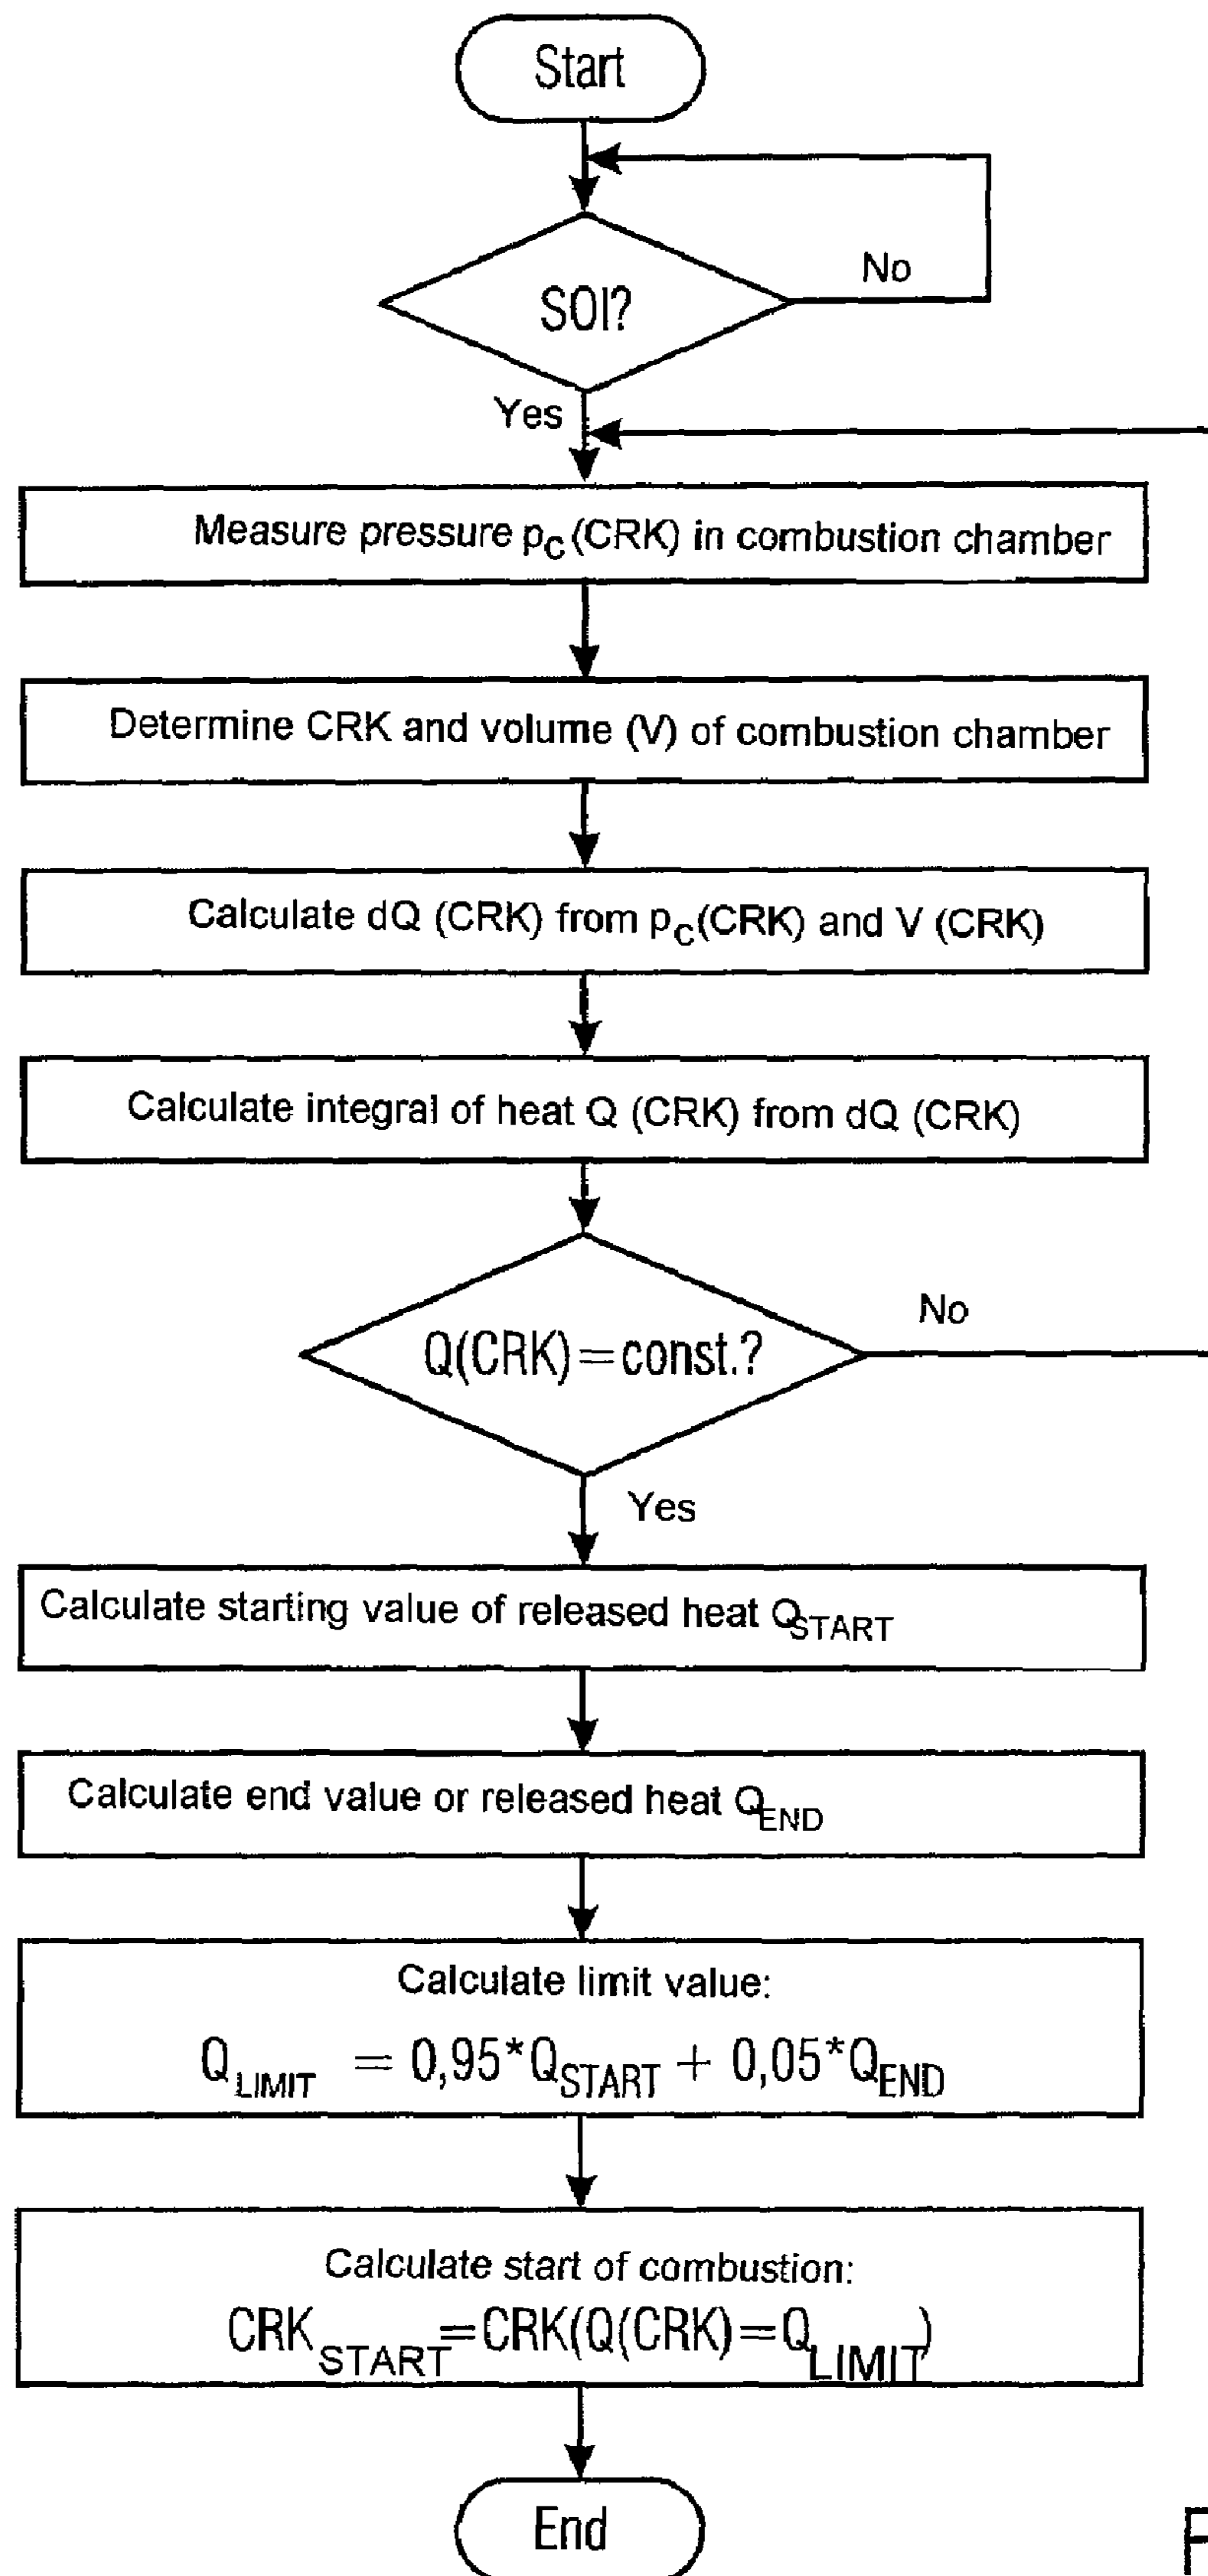 Start
SOI?
No
Yes
Measure pressure pC (CRK) in combustion chamber
Determine CRK and volume (V) of combustion chamber
Calculate dQ (CRK) from pC(CRK) and V (CRK)
Calculate integral of heat Q (CRK) from dQ (CRK)
Q(CRK)=const.?
No
Yes
Calculate starting value of released heat QSTART
Calculate end value or released heat QEND
Calculate limit value:
QLIMIT = 0,95*QSTART + 0,05*QEND
Calculate start of combustion:
CRKSTART=CRK(Q(CRK)=QLIMIT)
End